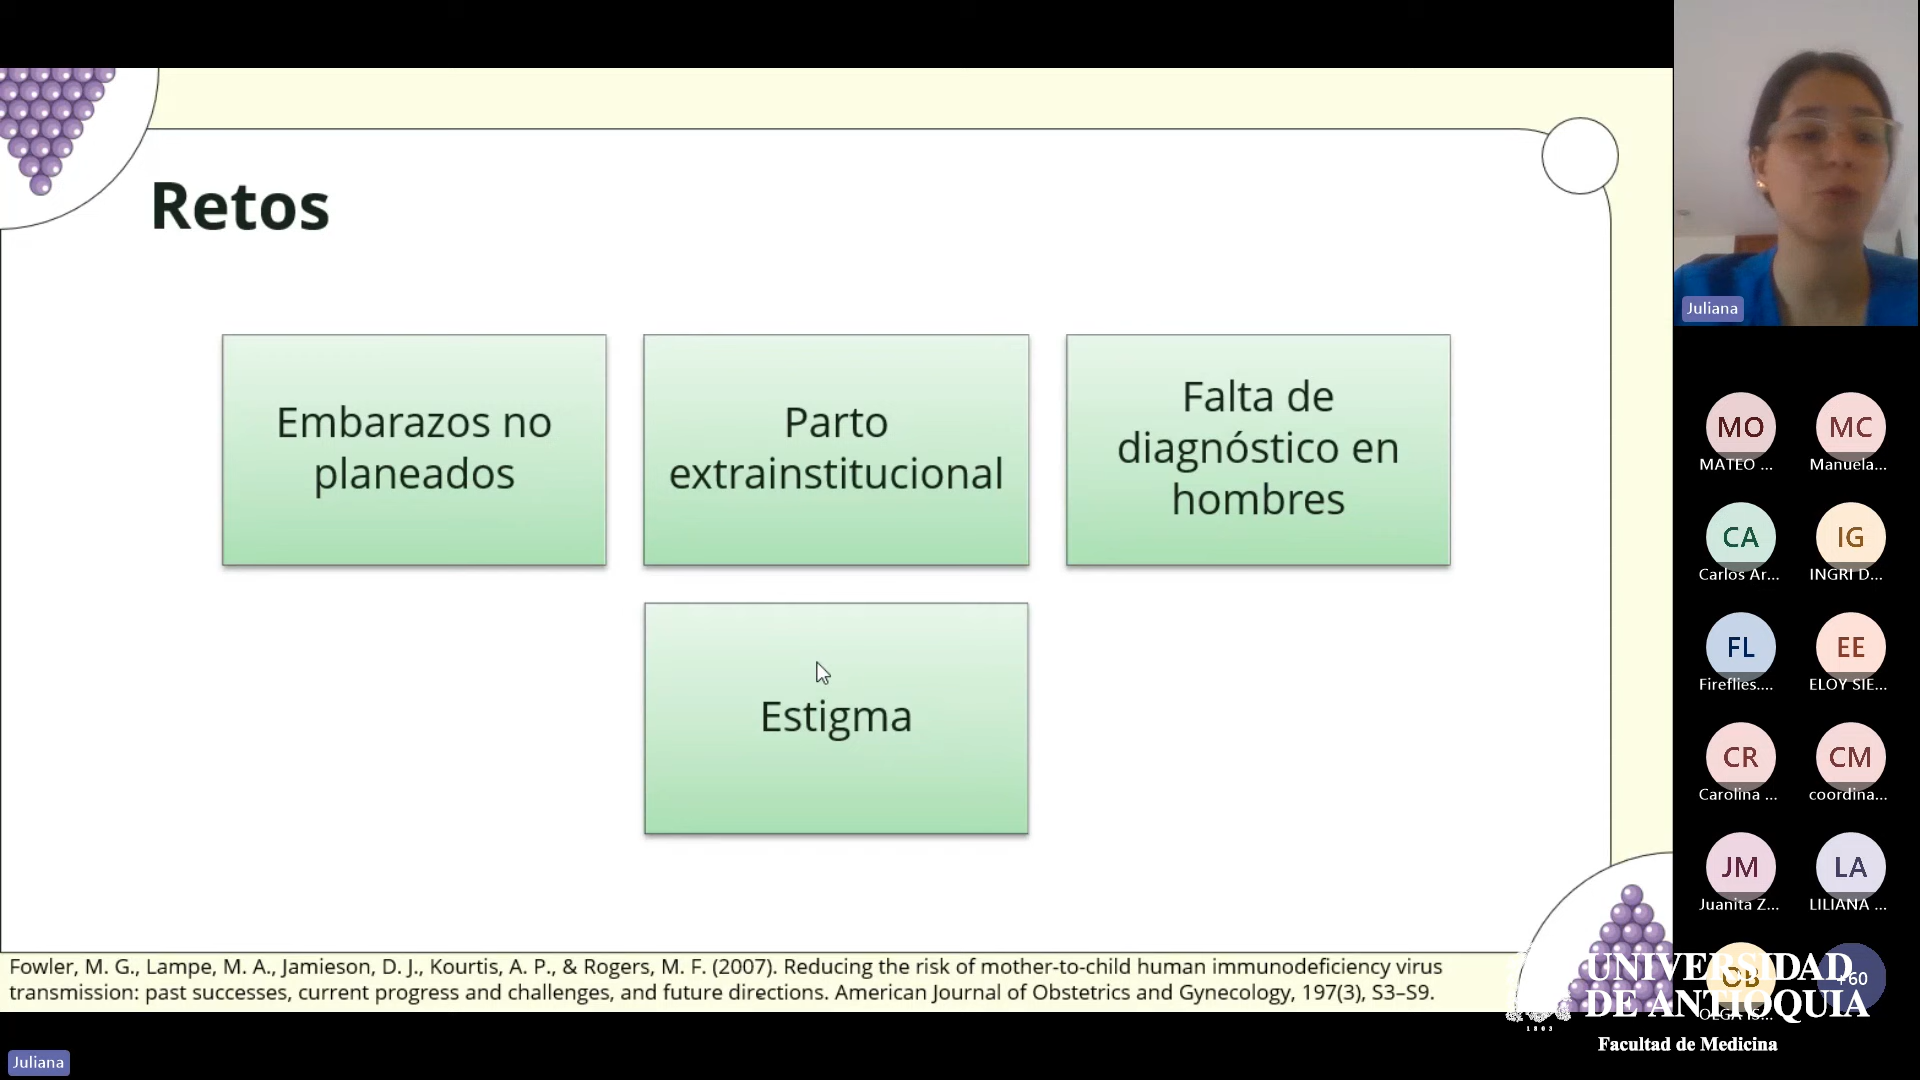 Retos
Embarazos no
planeados
Parto
extrainstitucional
Falta de
diagnóstico en
hombres
Estigma
Fowler, M. G., Lampe, M. A., Jamieson, D. J., Kourtis, A. P., & Rogers, M. F. (2007). Reducing the risk of mother-to-child human immunodeficiency virus
transmission: past successes, current progress and challenges, and future directions. American Journal of Obstetrics and Gynecology, 197(3), S3–S9.
Juliana
MO
MATEO ...
MC
Manuela...
CA
Carlos Ar...
IG
INGRI D...
FL
Fireflies....
EE
ELOY SIE...
CR
Carolina ...
CM
coordina...
JM
Juanita Z...
LA
LILIANA ...
OB
+60
UNIVERSIDAD
DE ANTIOQUIA
1803
Facultad de Medicina
Juliana